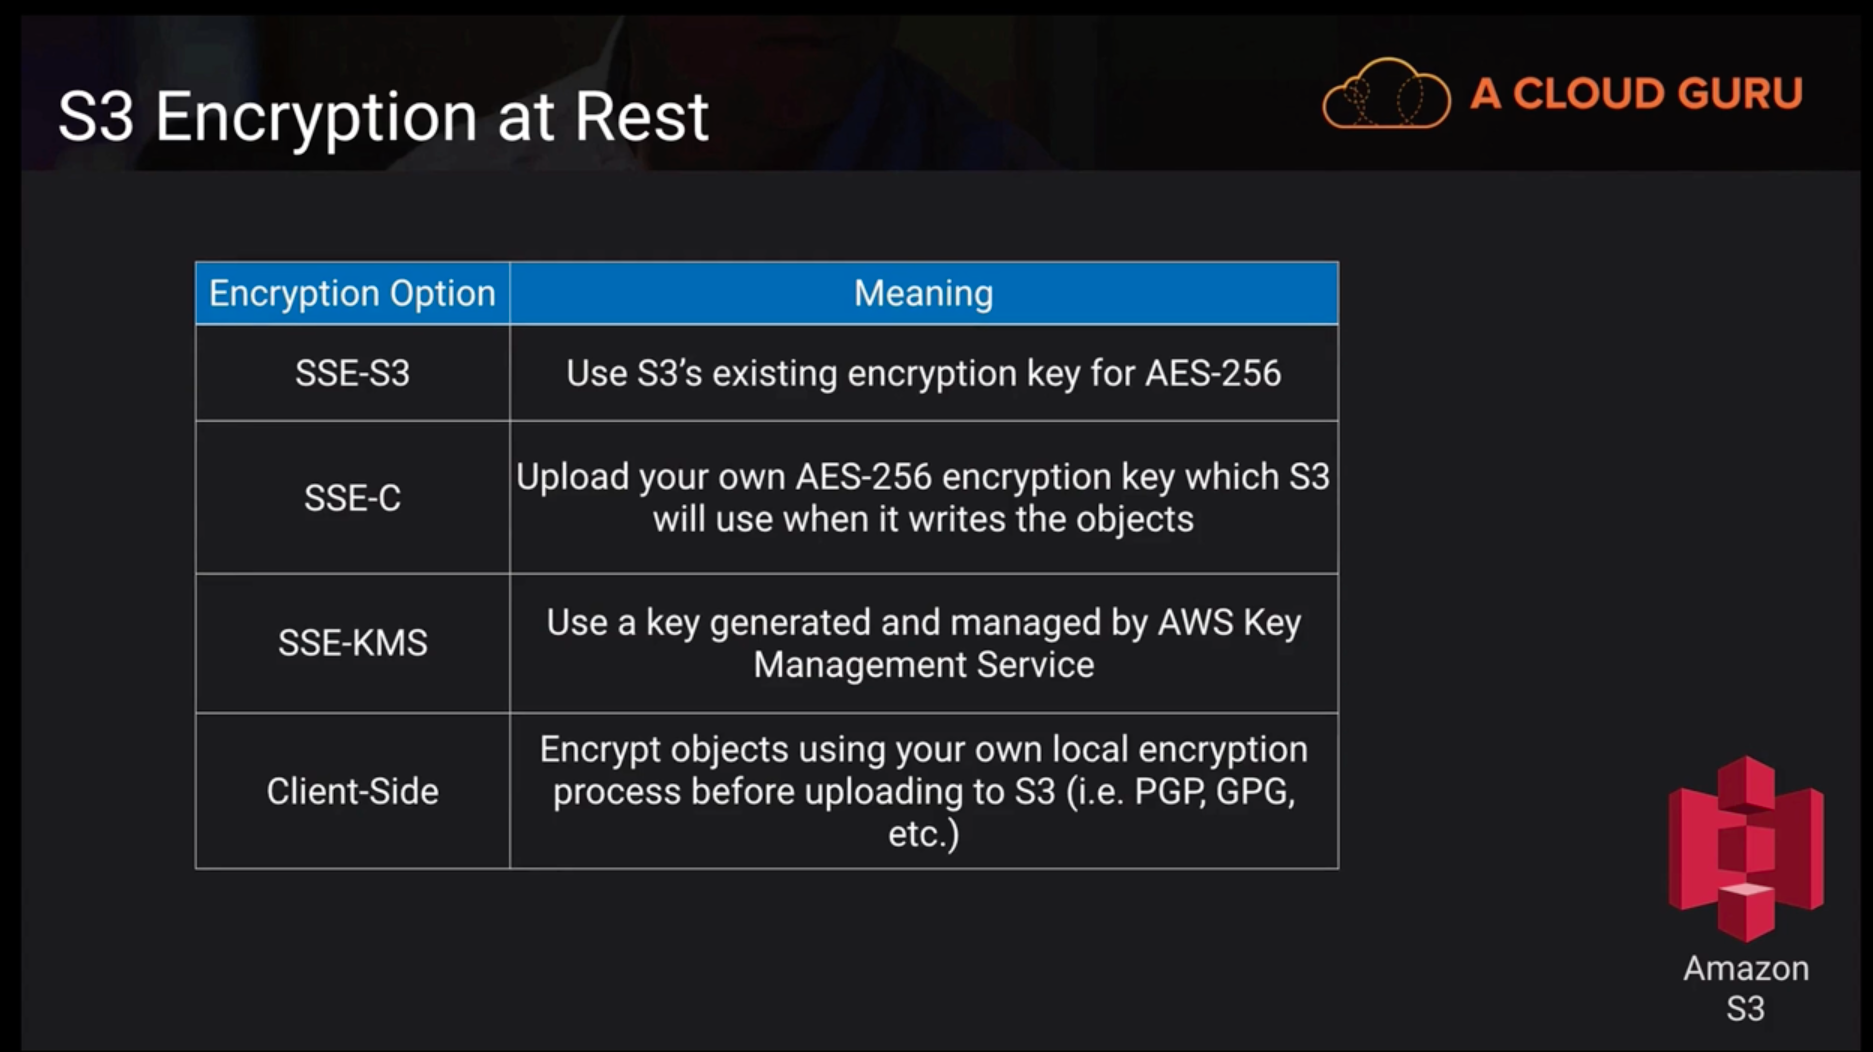 S3 Encryption at Rest
A CLOUD GURU
Encryption Option
Meaning
SSE-S3
Use S3’s existing encryption key for AES-256
SSE-C
Upload your own AES-256 encryption key which S3
will use when it writes the objects
SSE-KMS
Use a key generated and managed by AWS Key
Management Service
Client-Side
Encrypt objects using your own local encryption
process before uploading to S3 (i.e. PGP, GPG,
etc.)
Amazon
S3